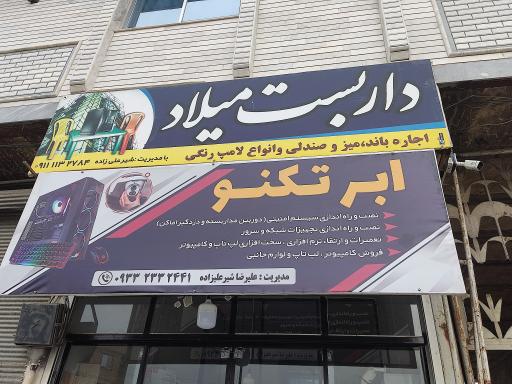 داربست میلاد
اجاره باند، میز و صندلی وانواع لامپ رنگی
با مدیریت: شیرعلی زاده ۰۹۱۱ ۱۱۳ ۲۷۸۴
ابر تکنو
نصب و راه اندازی سیستم امنیتی (دوربین مداربسته و دزدگیر اماکن)
نصب و راه اندازی تجهیزات شبکه و سرور
تعمیرات و ارتقاء نرم افزاری، سخت افزاری لپ تاپ و کامپیوتر
فروش کامپیوتر، لپ تاپ و لوازم جانبی
مدیریت: علیرضا شیرعلیزاده ۰۹۳۳ ۲۳۳ ۲۴۴۱